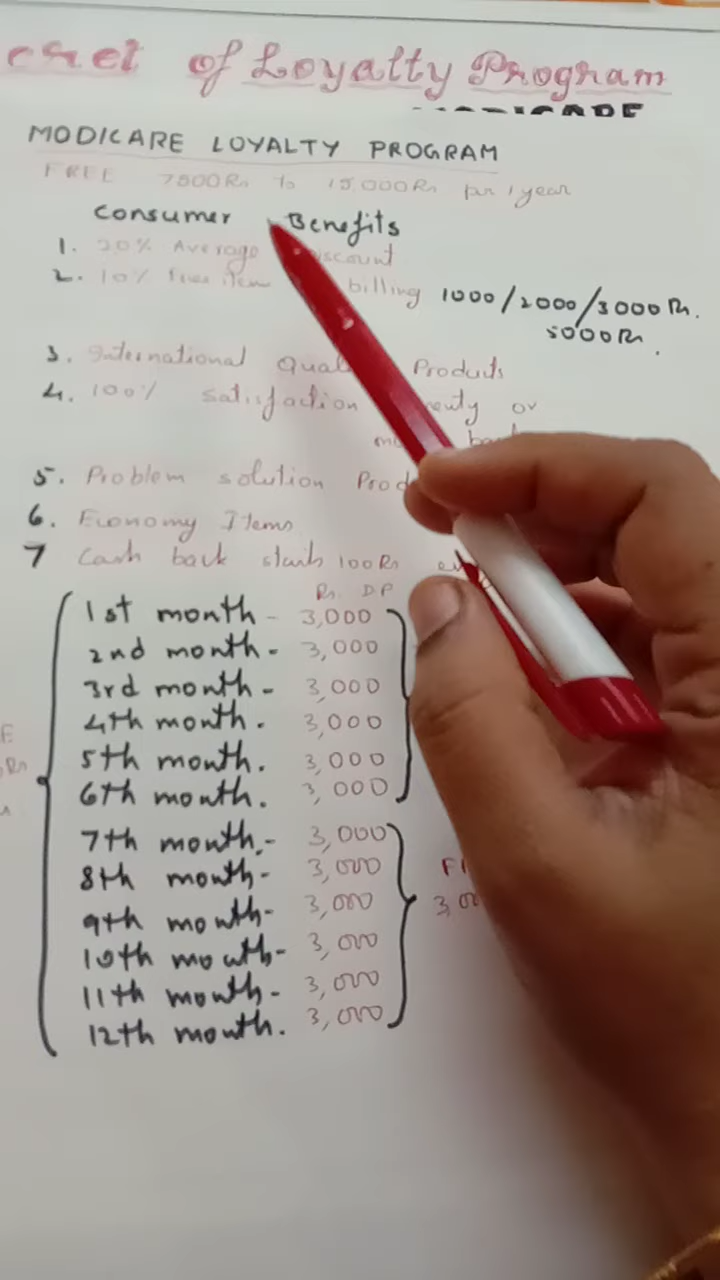 of Loyalty Program
MODICARE LOYALTY PROGRAM
FREE 7500Rs to 15,000Rs per 1 year
Consumer Benefits
1. 20% Average
2. 10% Free item billing 1000/2000/3000 Rs.
5000Rs.
3. International Products
4. 100% satisfaction or
5. Problem solution
6. Economy Items
7 Cash back starts 100Rs
Rs. DP
1st month - 3,000
2nd month - 3,000
3rd month - 3,000
4th month. 3,000
5th month. 3,000
6th month. 3,000
7th month.- 3,000
8th month- 3,000
9th month- 3,000
10th month- 3,000
11th month- 3,000
12th month. 3,000